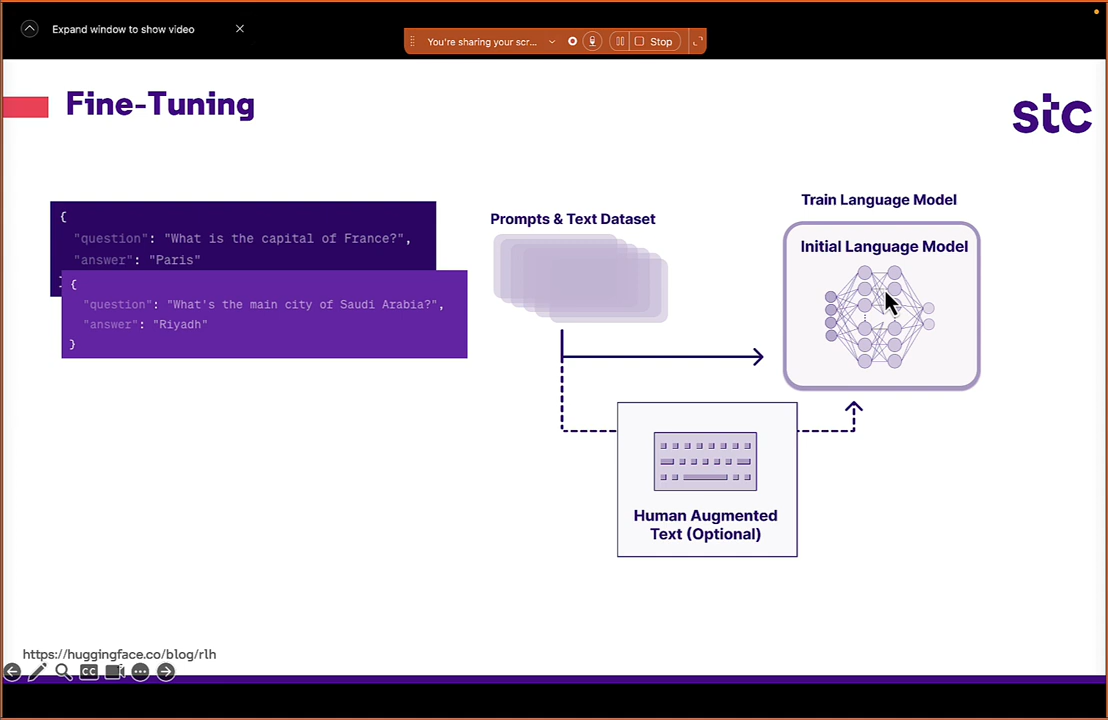 Expand window to show video
You're sharing your scr...
Stop
Fine-Tuning
stc
{
"question": "What is the capital of France?",
"answer": "Paris"
{
"question": "What's the main city of Saudi Arabia?",
"answer": "Riyadh"
}
Prompts & Text Dataset
Train Language Model
Initial Language Model
Human Augmented
Text (Optional)
https://huggingface.co/blog/rlh
CC